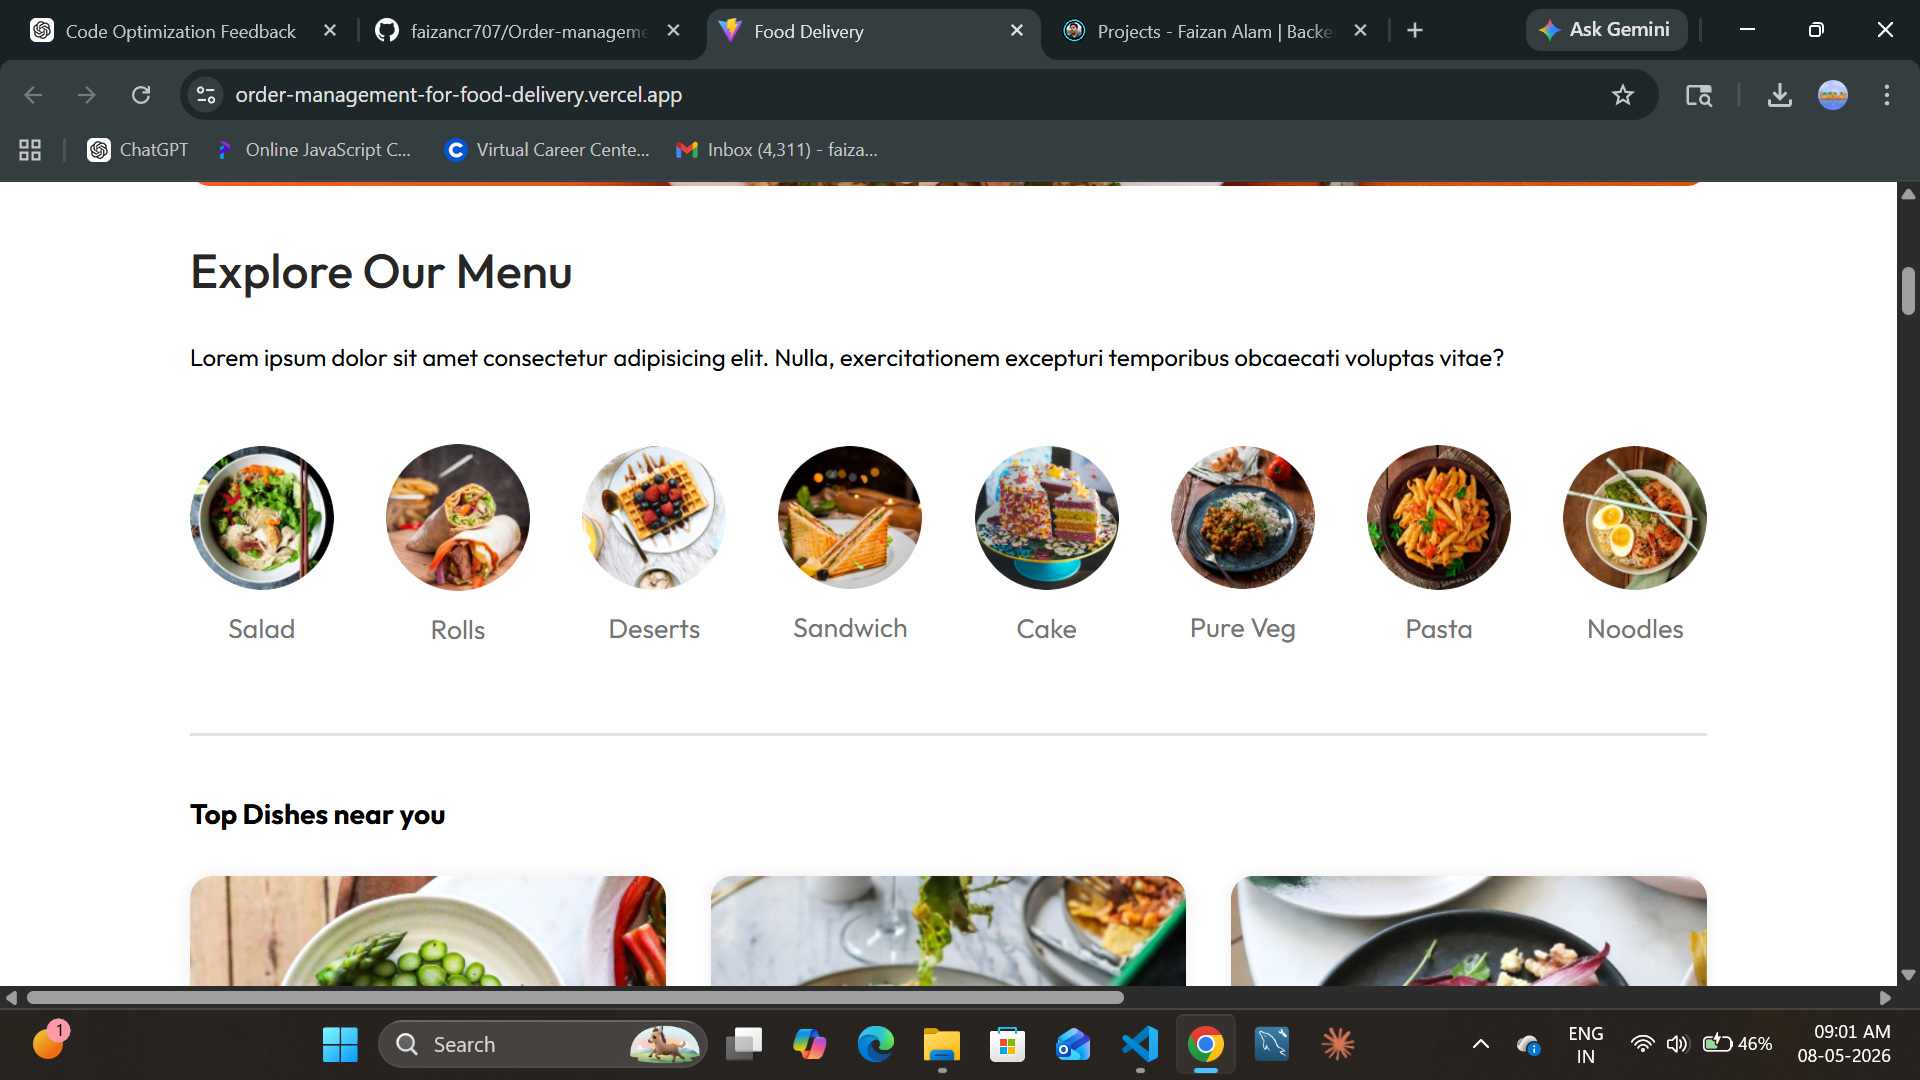 Code Optimization Feedback
faizancr707/Order-manageme
Food Delivery
Projects - Faizan Alam | Backe
Ask Gemini
order-management-for-food-delivery.vercel.app
ChatGPT
Online JavaScript C...
Virtual Career Cente...
Inbox (4,311) - faiza...
Explore Our Menu
Lorem ipsum dolor sit amet consectetur adipisicing elit. Nulla, exercitationem excepturi temporibus obcaecati voluptas vitae?
Salad
Rolls
Deserts
Sandwich
Cake
Pure Veg
Pasta
Noodles
Top Dishes near you
1
Search
ENG
IN
46%
09:01 AM
08-05-2026